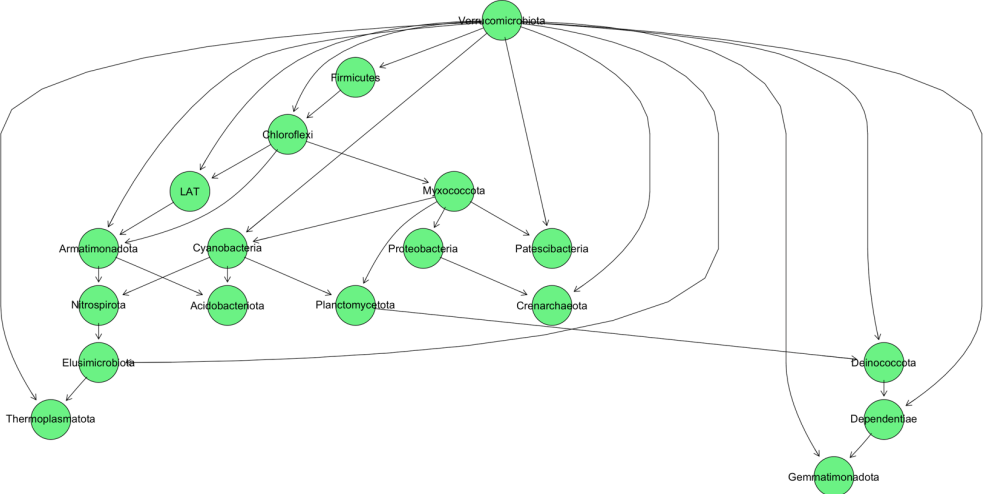 Verrucomicrobiota
Firmicutes
Chloroflexi
LAT
Myxococcota
Armatimonadota
Cyanobacteria
Proteobacteria
Patescibacteria
Nitrospirota
Acidobacteriota
Planctomycetota
Crenarchaeota
Elusimicrobiota
Deinococcota
Thermoplasmatota
Dependentiae
Gemmatimonadota